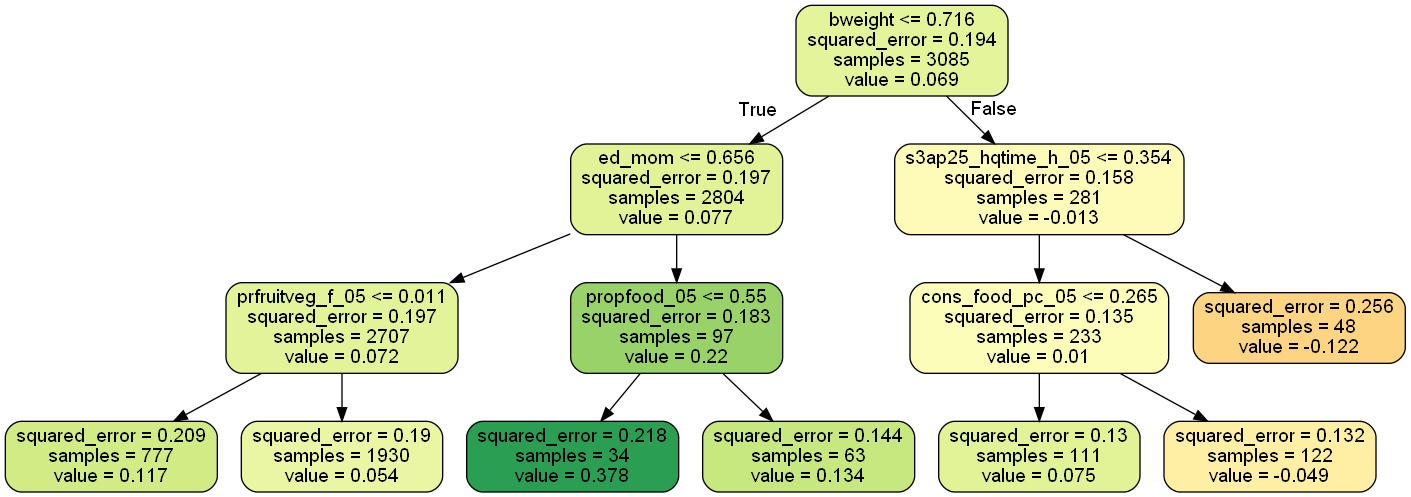 bweight <= 0.716
squared_error = 0.194
samples = 3085
value = 0.069
True
False
ed_mom <= 0.656
squared_error = 0.197
samples = 2804
value = 0.077
s3ap25_hqtime_h_05 <= 0.354
squared_error = 0.158
samples = 281
value = -0.013
prfruitveg_f_05 <= 0.011
squared_error = 0.197
samples = 2707
value = 0.072
propfood_05 <= 0.55
squared_error = 0.183
samples = 97
value = 0.22
cons_food_pc_05 <= 0.265
squared_error = 0.135
samples = 233
value = 0.01
squared_error = 0.256
samples = 48
value = -0.122
squared_error = 0.209
samples = 777
value = 0.117
squared_error = 0.19
samples = 1930
value = 0.054
squared_error = 0.218
samples = 34
value = 0.378
squared_error = 0.144
samples = 63
value = 0.134
squared_error = 0.13
samples = 111
value = 0.075
squared_error = 0.132
samples = 122
value = -0.049